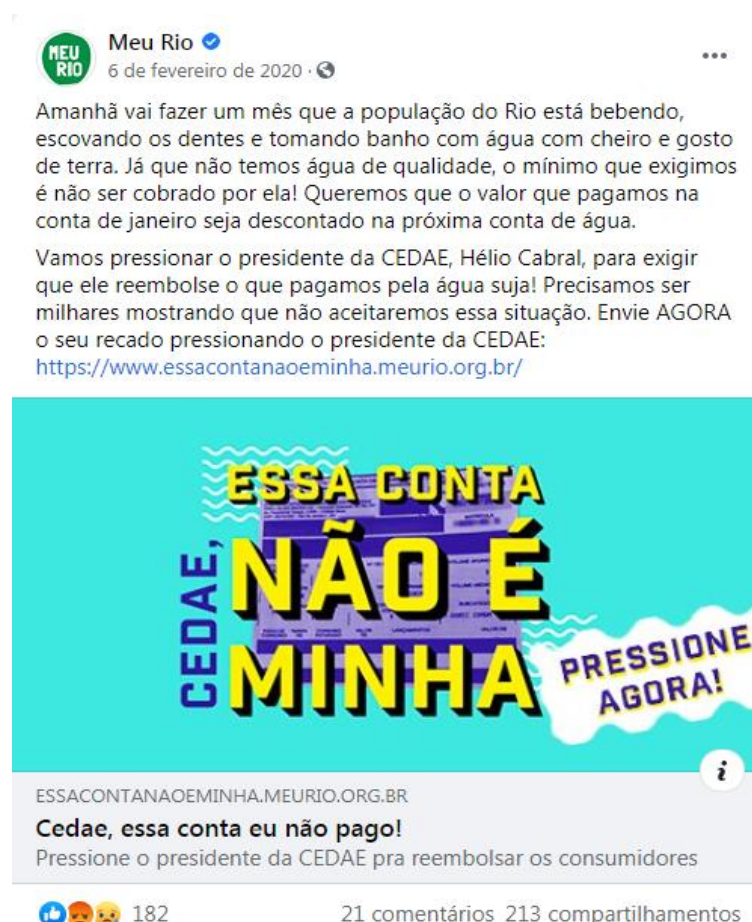 MEU
RIO
Meu Rio
6 de fevereiro de 2020 ·
Amanhã vai fazer um mês que a população do Rio está bebendo,
escovando os dentes e tomando banho com água com cheiro e gosto
de terra. Já que não temos água de qualidade, o mínimo que exigimos
é não ser cobrado por ela! Queremos que o valor que pagamos na
conta de janeiro seja descontado na próxima conta de água.
Vamos pressionar o presidente da CEDAE, Hélio Cabral, para exigir
que ele reembolse o que pagamos pela água suja! Precisamos ser
milhares mostrando que não aceitaremos essa situação. Envie AGORA
o seu recado pressionando o presidente da CEDAE:
https://www.essacontanaoeminha.meurio.org.br/
CEDAE,
ESSA CONTA
NÃO É
MINHA
PRESSIONE
AGORA!
ESSACONTANAOEMINHA.MEURIO.ORG.BR
Cedae, essa conta eu não pago!
Pressione o presidente da CEDAE pra reembolsar os consumidores
182 21 comentários 213 compartilhamentos